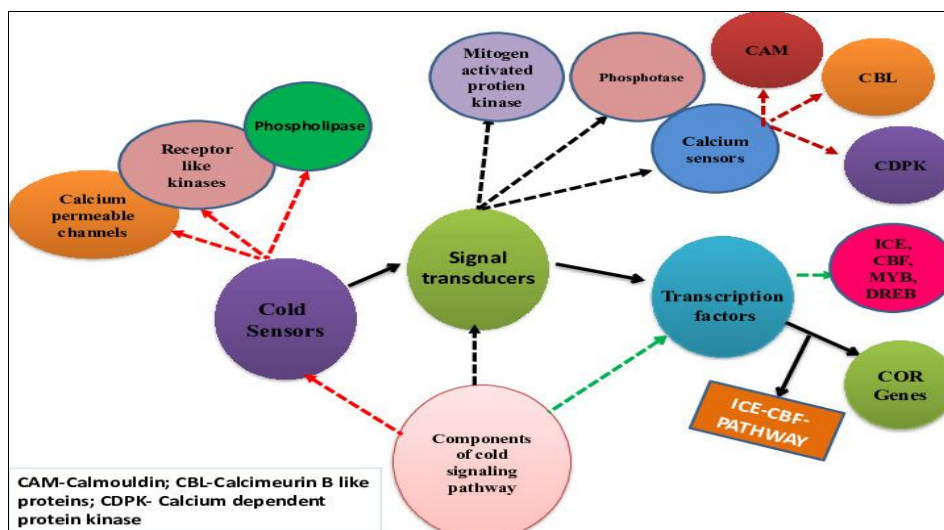 Mitogen
activated
protien
kinase
Phosphotase
CAM
CBL
Calcium
sensors
CDPK
Phospholipase
Receptor
like
kinases
Calcium
permeable
channels
Cold
Sensors
Signal
transducers
Transcription
factors
ICE,
CBF,
MYB,
DREB
COR
Genes
ICE-CBF-
PATHWAY
Components
of cold
signaling
pathway
CAM-Calmouldin; CBL-Calcimeurin B like
proteins; CDPK- Calcium dependent
protein kinase